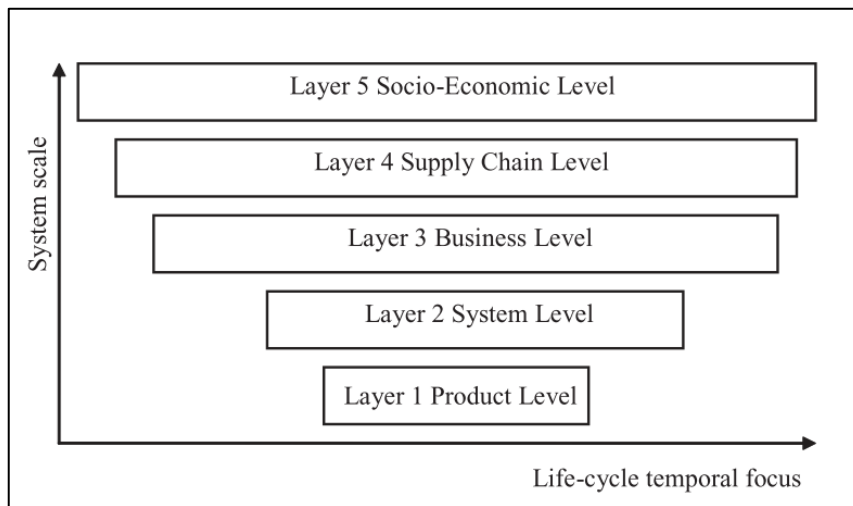 Layer 5 Socio-Economic Level
Layer 4 Supply Chain Level
Layer 3 Business Level
Layer 2 System Level
Layer 1 Product Level
System scale
Life-cycle temporal focus